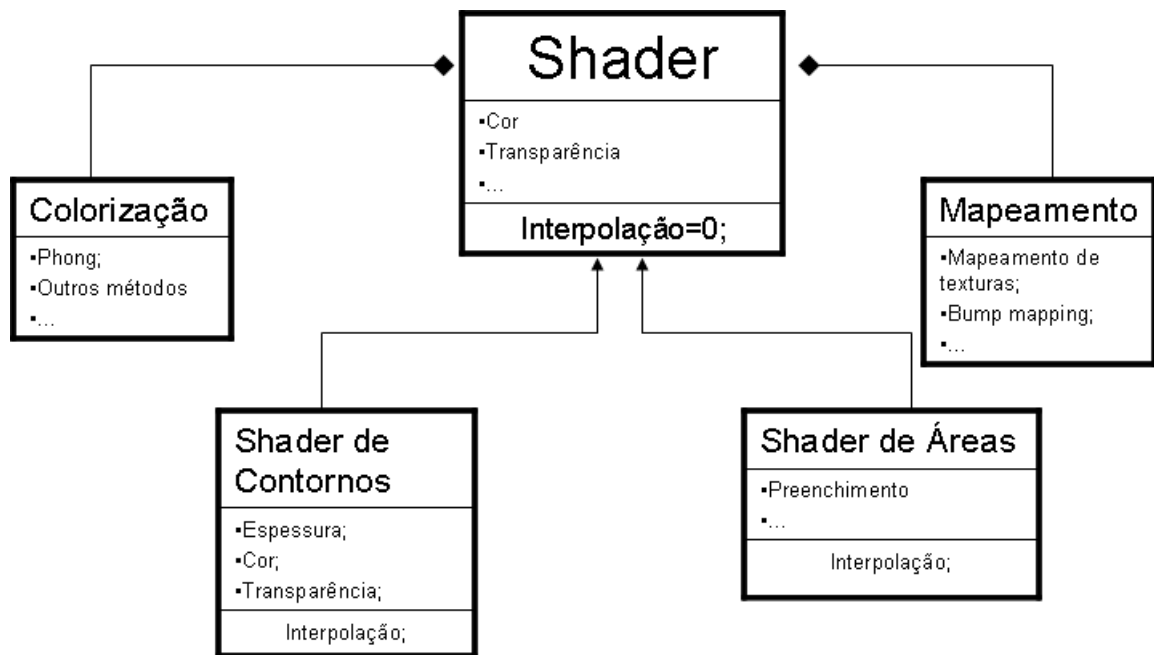 Shader
▪Cor
▪Transparência
▪...
Interpolação=0;
Colorização
▪Phong;
▪Outros métodos
▪...
Mapeamento
▪Mapeamento de
texturas;
▪Bump mapping;
▪...
Shader de
Contornos
▪Espessura;
▪Cor;
▪Transparência;
Interpolação;
Shader de Áreas
▪Preenchimento
▪...
Interpolação;